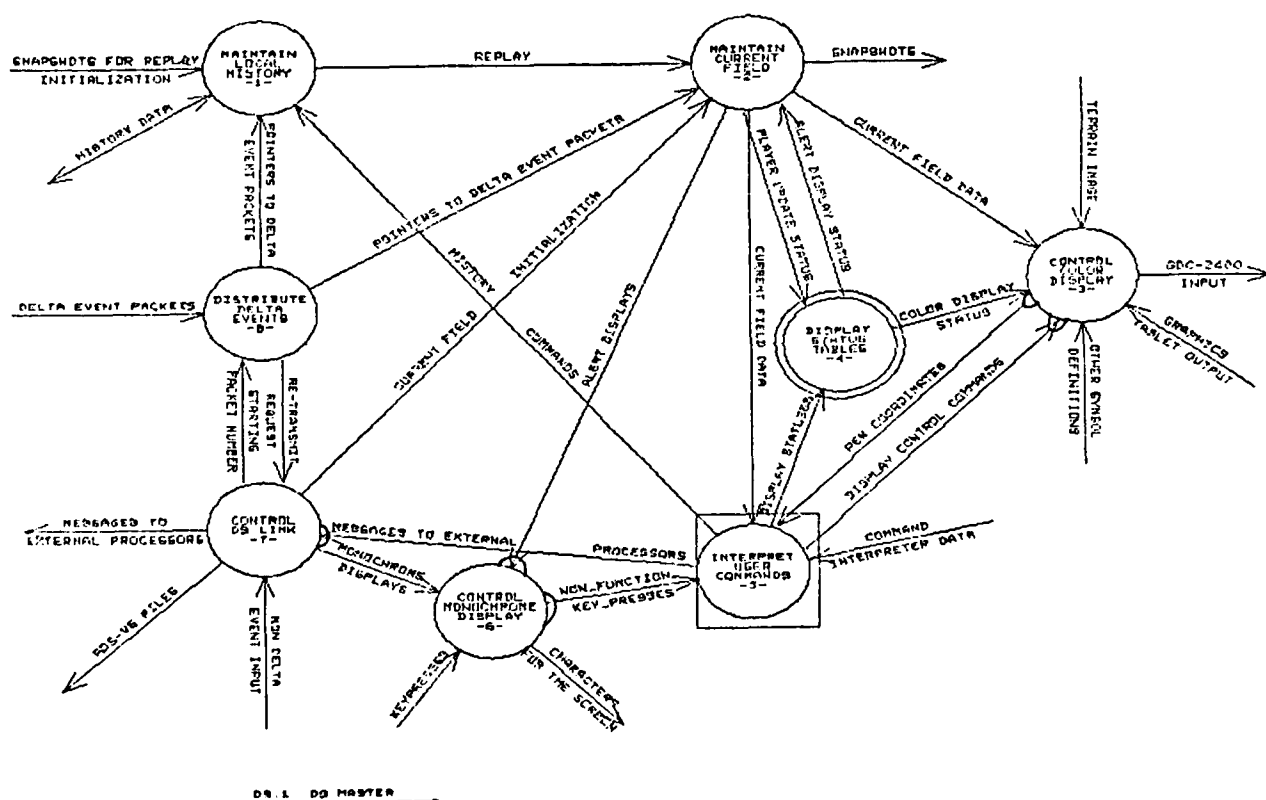 SNAPSHOTS FOR REPLAY
INITIALIZATION
MAINTAIN
LOCAL
HISTORY
-1-
REPLAY
MAINTAIN
CURRENT
FIELD
-2-
SNAPSHOTS
HISTORY DATA
POINTERS TO DELTA
EVENT PACKETS
POINTERS TO DELTA EVENT PACKETS
PLAYER UPDATE STATUS
ALERT DISPLAY STATUS
CURRENT FIELD DATA
TERRAIN IMAGE
DELTA EVENT PACKETS
DISTRIBUTE
DELTA
EVENTS
HISTORY
COMMANDS
CURRENT FIELD
INITIALIZATION
ALERT DISPLAYS
CURRENT FIELD DATA
DISPLAY
STATUS
TABLES
-4-
COLOR DISPLAY
STATUS
CONTROL
COLOR
DISPLAY
-3-
GDC-2400
INPUT
GRAPHICS
TABLET OUTPUT
OTHER SYMBOL
DEFINITIONS
STARTING
PACKET NUMBER
RE-TRANSMIT
REQUEST
DISPLAY STATUSES
PEN COORDINATES
DISPLAY CONTROL COMMANDS
MESSAGES TO
EXTERNAL PROCESSORS
CONTROL
DS LINK
-7-
MESSAGES TO EXTERNAL
PROCESSORS
MONOCHROME
DISPLAYS
CONTROL
MONOCHROME
DISPLAY
-6-
NON_FUNCTION
KEY_PRESSES
INTERPRET
USER
COMMANDS
-5-
COMMAND
INTERPRETER DATA
FILES
NON DELTA
EVENT INPUT
KEYPRESSES
CHARACTERS
FOR THE SCREEN
MASTER